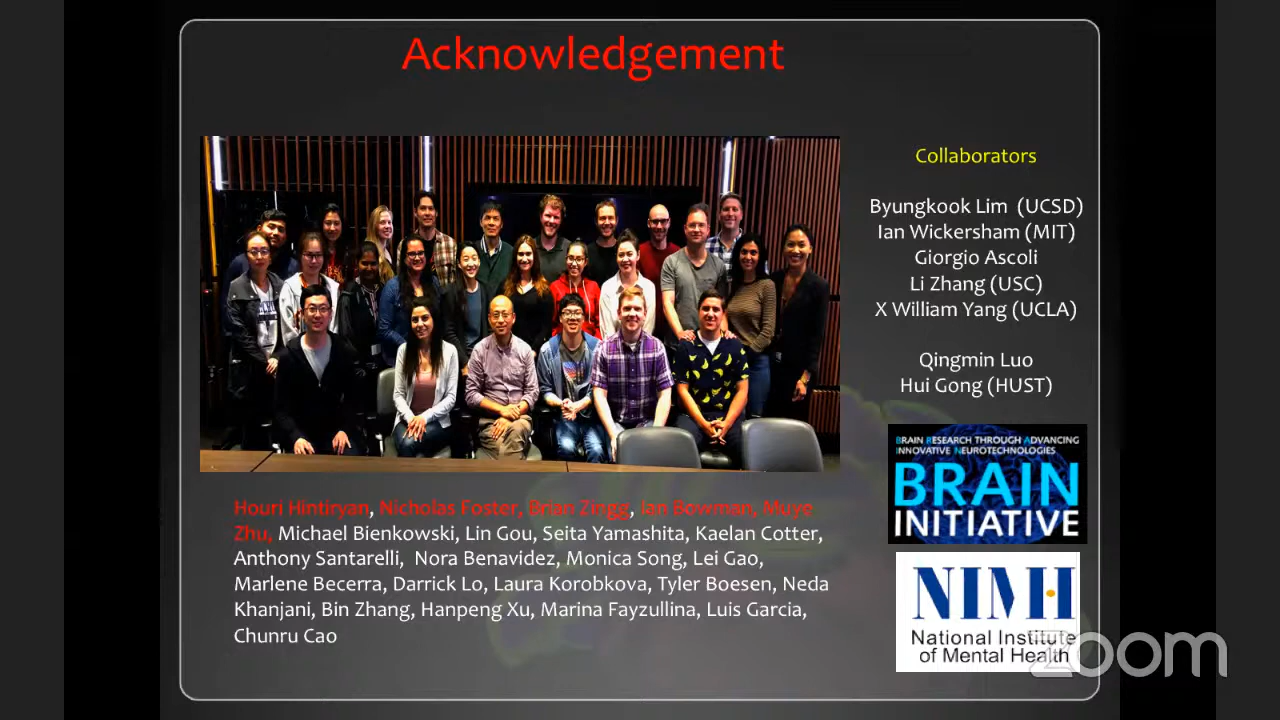 Acknowledgement
Collaborators
Byungkook Lim (UCSD)
Ian Wickersham (MIT)
Giorgio Ascoli
Li Zhang (USC)
X William Yang (UCLA)
Qingmin Luo
Hui Gong (HUST)
BRAIN RESEARCH THROUGH ADVANCING
INNOVATIVE NEUROTECHNOLOGIES
BRAIN
INITIATIVE
NIMH
National Institute
of Mental Health
Houri Hintiryan, Nicholas Foster, Brian Zingg, Ian Bowman, Muye
Zhu, Michael Bienkowski, Lin Gou, Seita Yamashita, Kaelan Cotter,
Anthony Santarelli, Nora Benavidez, Monica Song, Lei Gao,
Marlene Becerra, Darrick Lo, Laura Korobkova, Tyler Boesen, Neda
Khanjani, Bin Zhang, Hanpeng Xu, Marina Fayzullina, Luis Garcia,
Chunru Cao
zoom